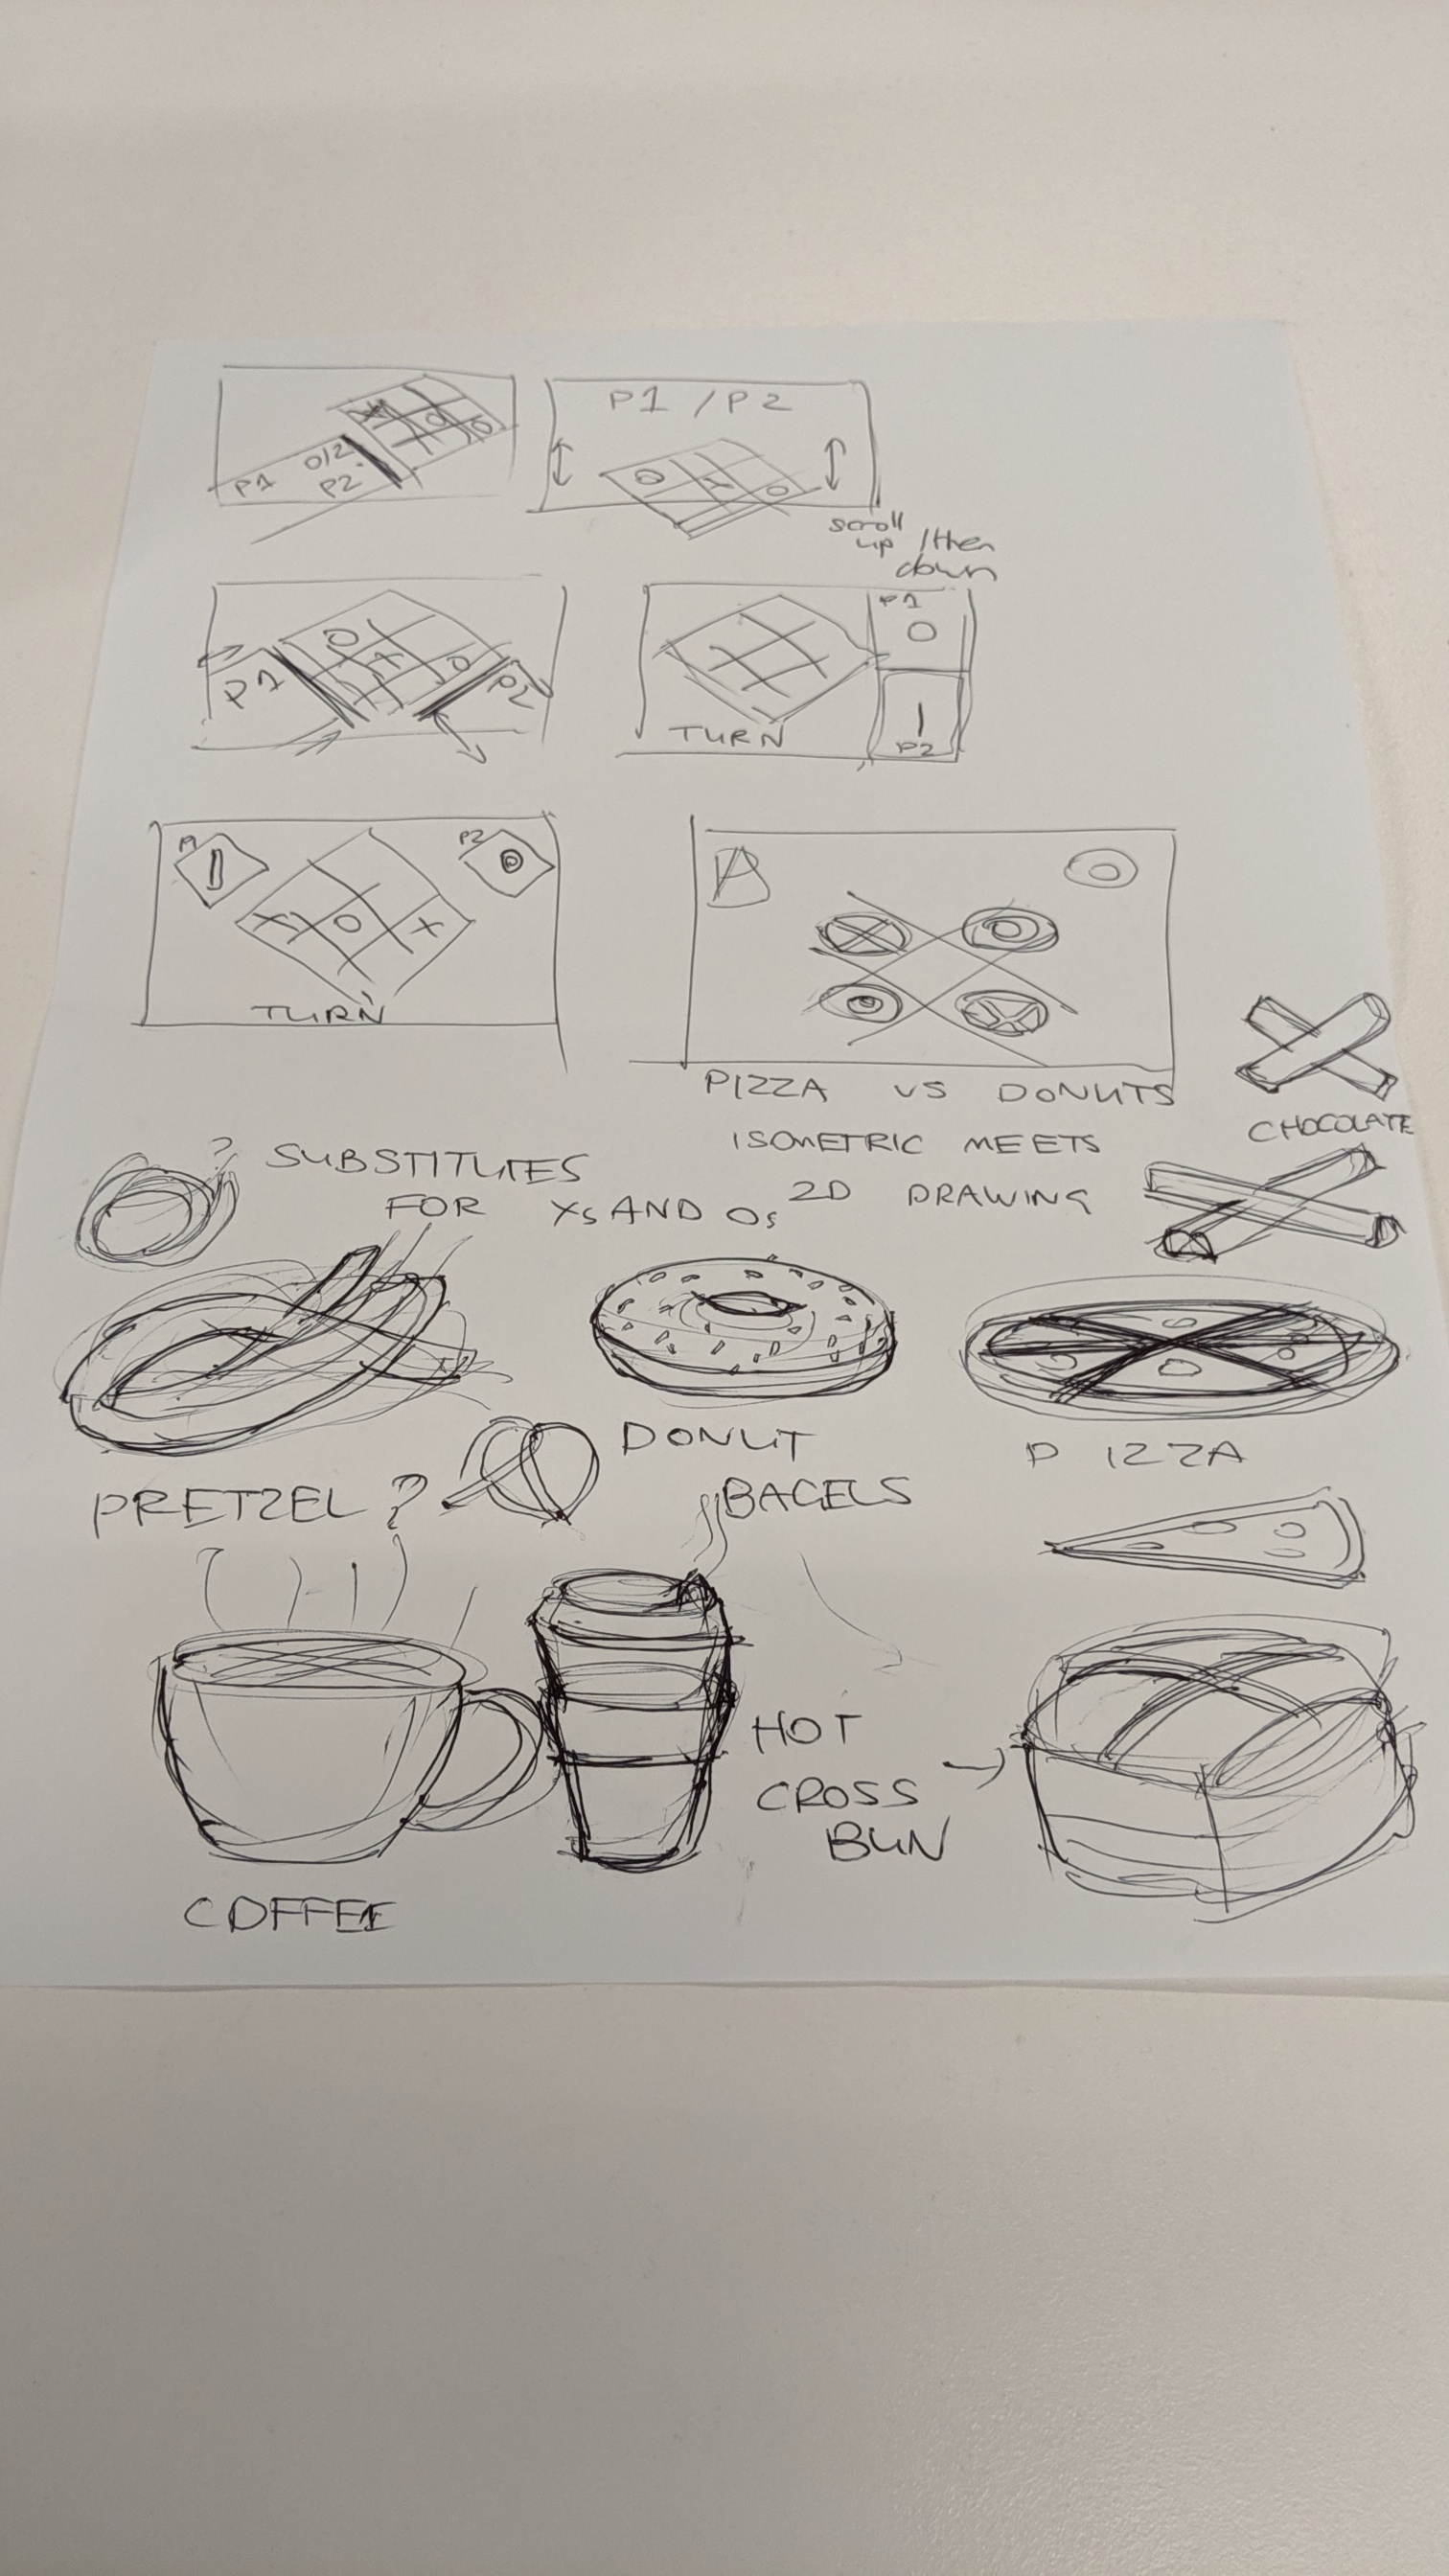 P1
O/2
P2
X
O
O
P1 / P2
O
X
O
scroll
up / then
down
P1
O
X
O
P2
P1
O
1
P2
TURN
P1
P2
X O X
TURN
PIZZA VS DONUTS
ISOMETRIC MEETS
2D DRAWING
CHOCOLATE
? SUBSTITUTES
FOR Xs AND Os
PRETZEL?
DONUT
BAGELS
PIZZA
HOT
CROSS
BUN
COFFEE